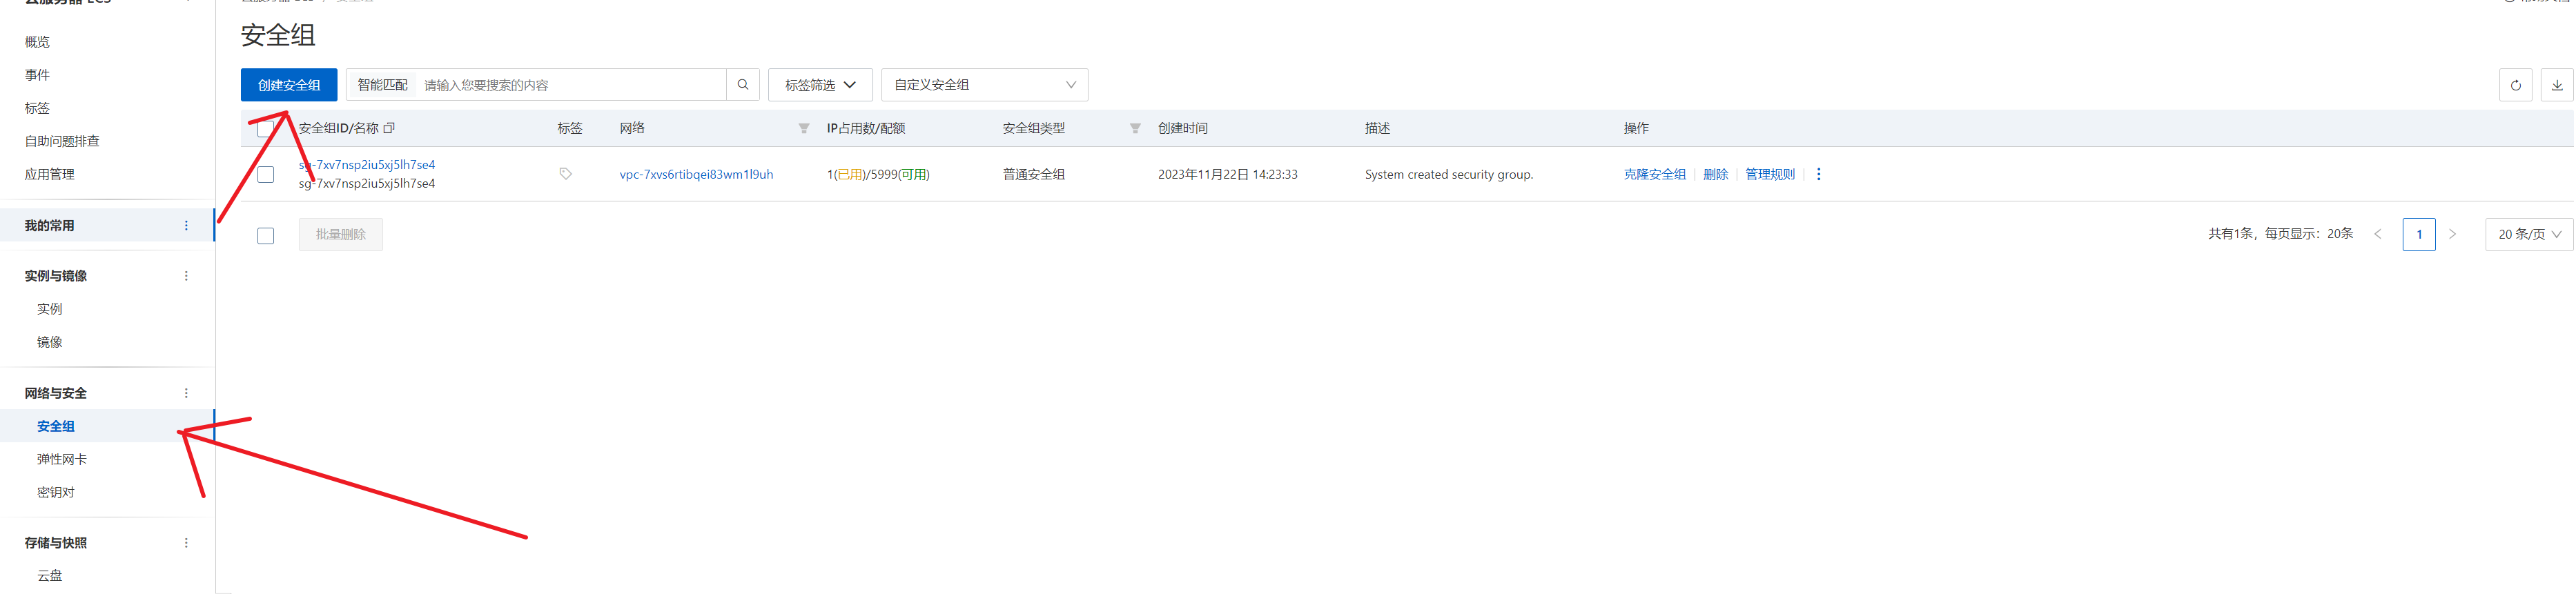 云服务器 ECS
概览
事件
标签
自助问题排查
应用管理
我的常用
实例与镜像
实例
镜像
网络与安全
安全组
弹性网卡
密钥对
存储与快照
云盘
安全组
创建安全组 智能匹配 请输入您要搜索的内容 标签筛选 自定义安全组
安全组ID/名称 标签 网络 IP占用数/配额 安全组类型 创建时间 描述 操作
sg-7xv7nsp2iu5xj5lh7se4
sg-7xv7nsp2iu5xj5lh7se4
vpc-7xvs6rtibqei83wm1l9uh 1(已用)/5999(可用) 普通安全组 2023年11月22日 14:23:33 System created security group. 克隆安全组 删除 管理规则
批量删除 共有1条，每页显示：20条 1 20 条/页